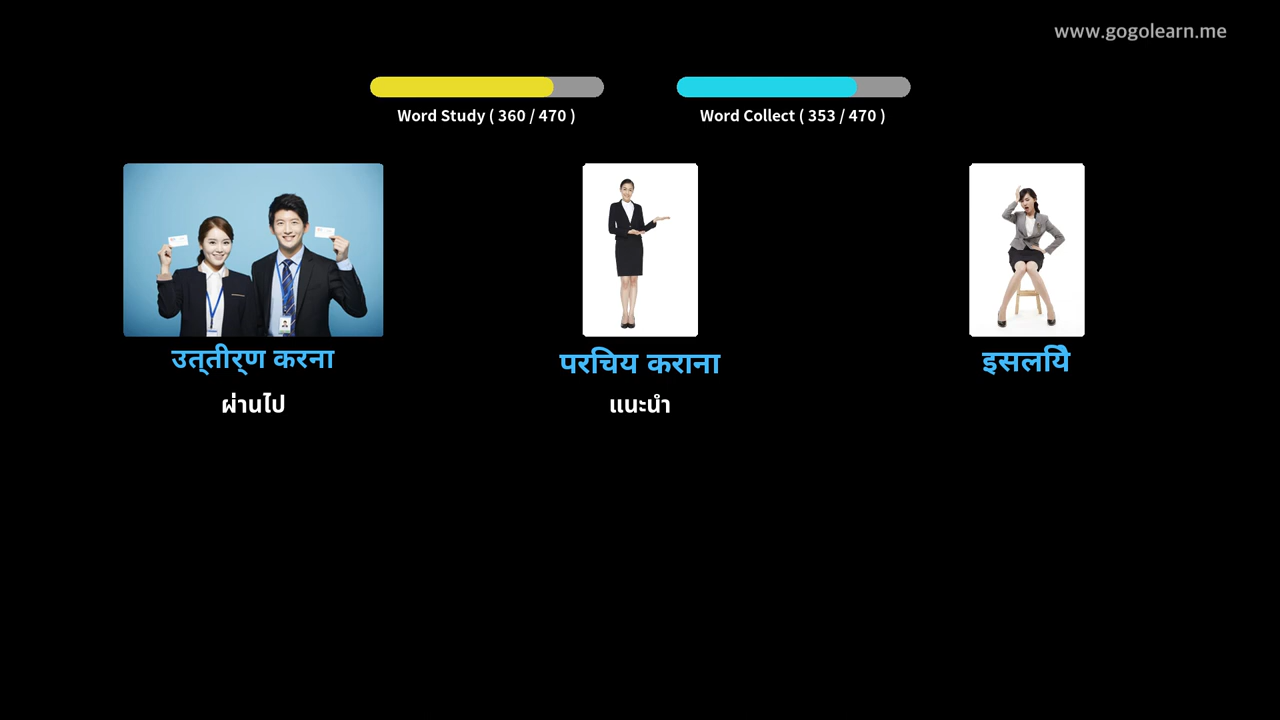 www.gogolearn.me
Word Study ( 360 / 470 )
Word Collect ( 353 / 470 )
उत्तीर्ण करना
परिचय कराना
इसलिये
ผ่านไป
แนะนำ